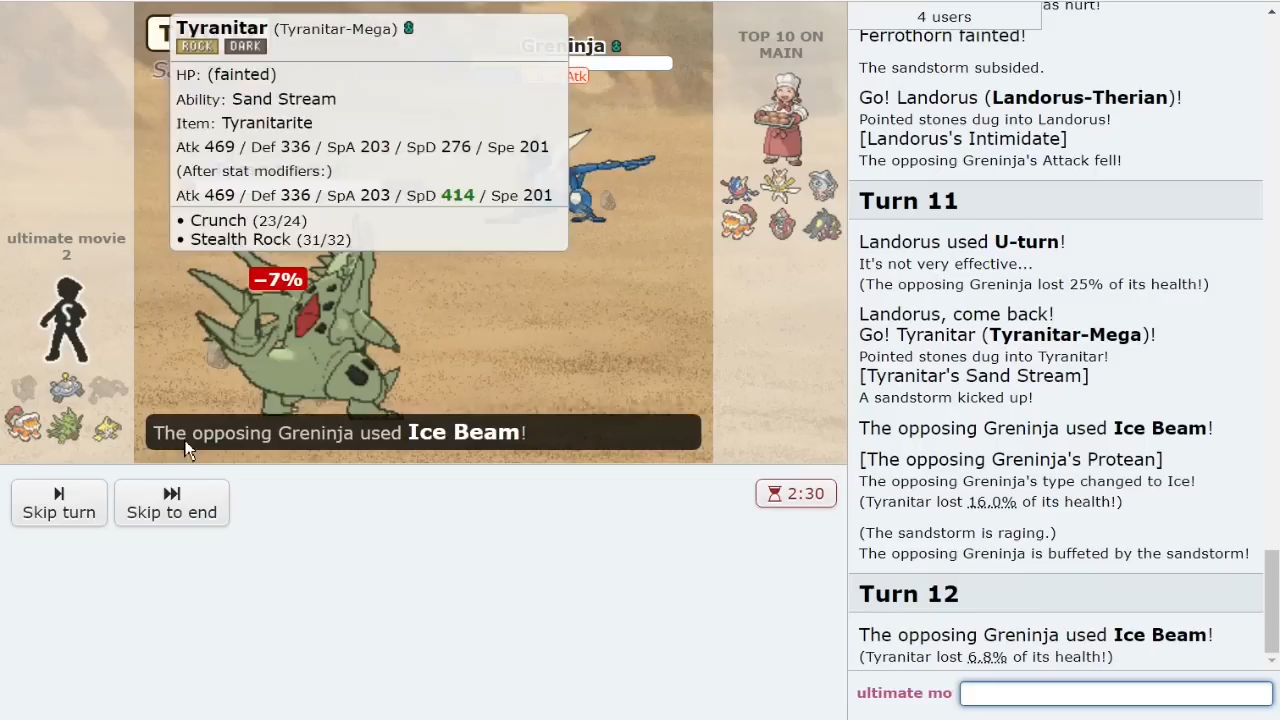 Tyranitar (Tyranitar-Mega)
ROCK DARK
HP: (fainted)
Ability: Sand Stream
Item: Tyranitarite
Atk 469 / Def 336 / SpA 203 / SpD 276 / Spe 201
(After stat modifiers:)
Atk 469 / Def 336 / SpA 203 / SpD 414 / Spe 201
• Crunch (23/24)
• Stealth Rock (31/32)
Greninja
Atk
TOP 10 ON
MAIN
ultimate movie
2
−7%
The opposing Greninja used Ice Beam!
Skip turn
Skip to end
2:30
4 users
as hurt!
Ferrothorn fainted!
The sandstorm subsided.
Go! Landorus (Landorus-Therian)!
Pointed stones dug into Landorus!
[Landorus's Intimidate]
The opposing Greninja's Attack fell!
Turn 11
Landorus used U-turn!
It's not very effective...
(The opposing Greninja lost 25% of its health!)
Landorus, come back!
Go! Tyranitar (Tyranitar-Mega)!
Pointed stones dug into Tyranitar!
[Tyranitar's Sand Stream]
A sandstorm kicked up!
The opposing Greninja used Ice Beam!
[The opposing Greninja's Protean]
The opposing Greninja's type changed to Ice!
(Tyranitar lost 16.0% of its health!)
(The sandstorm is raging.)
The opposing Greninja is buffeted by the sandstorm!
Turn 12
The opposing Greninja used Ice Beam!
(Tyranitar lost 6.8% of its health!)
ultimate mo